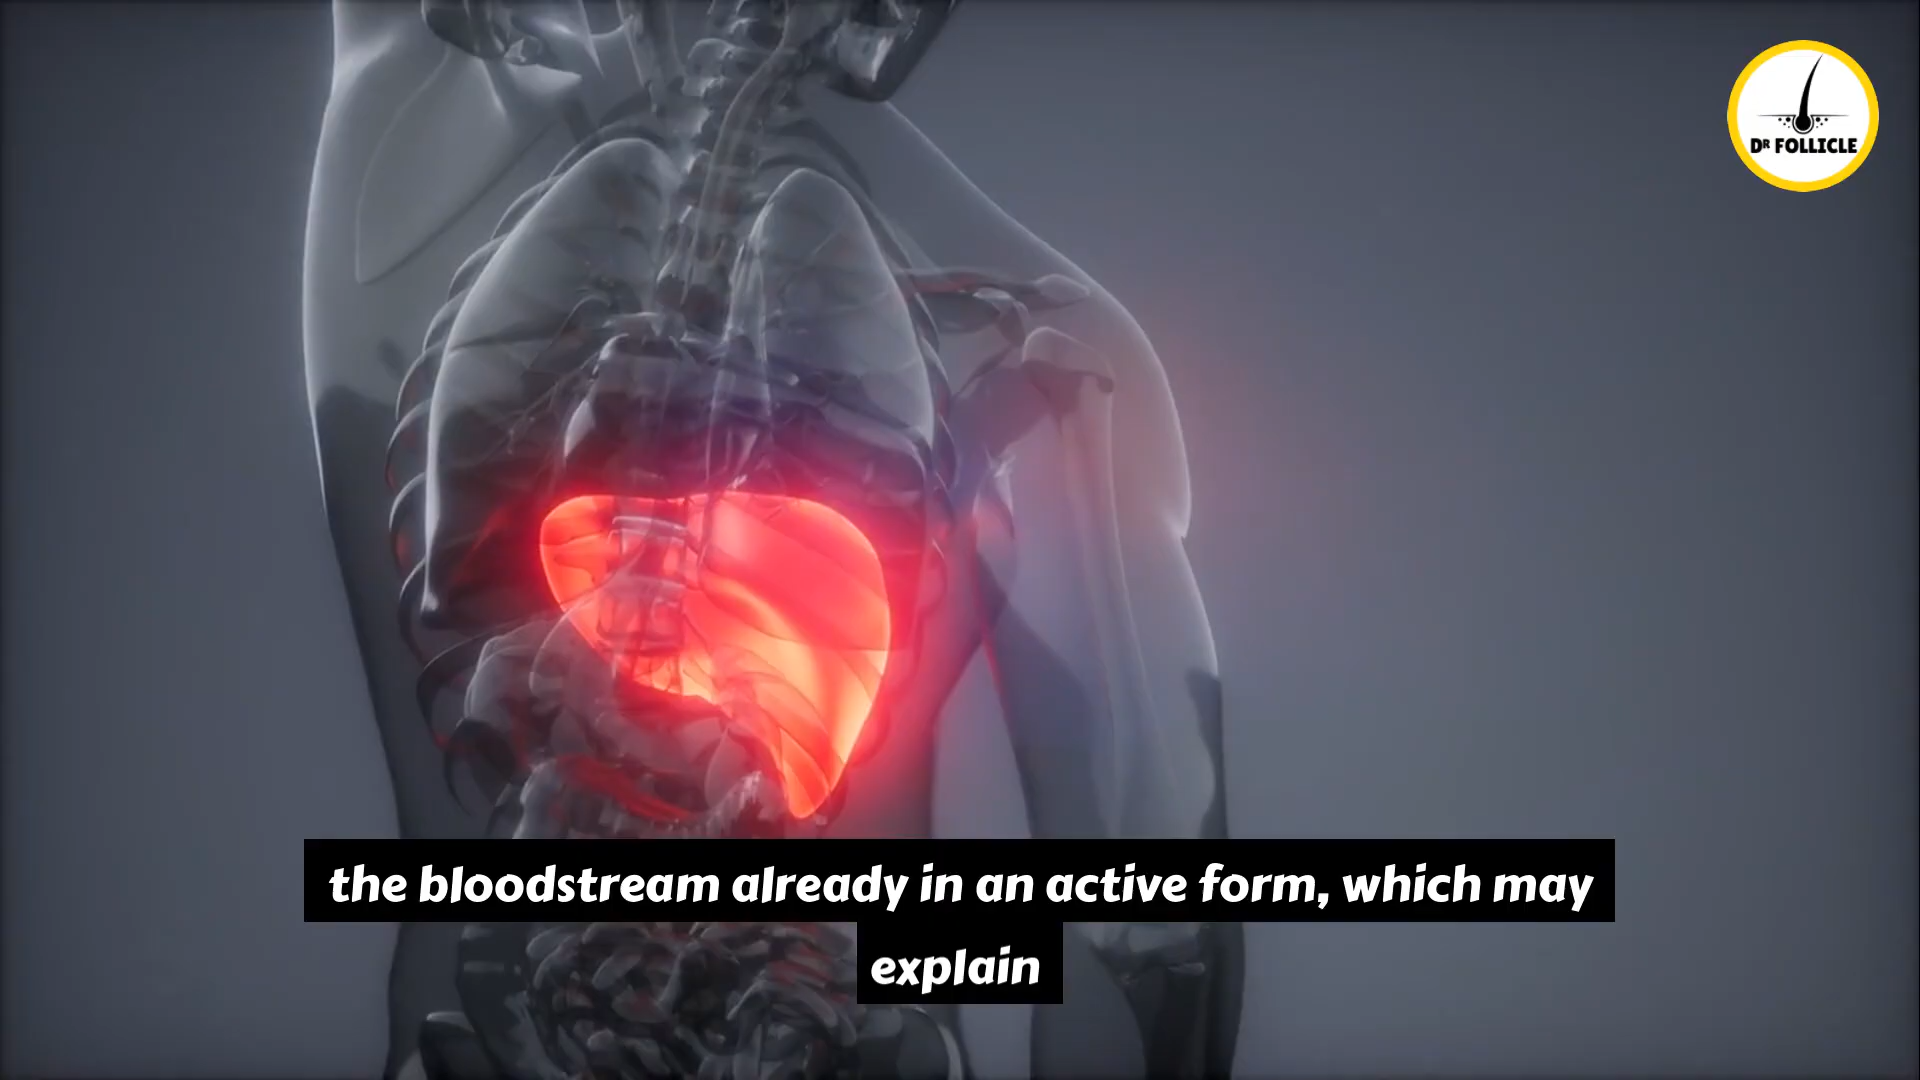 DR FOLLICLE
the bloodstream already in an active form, which may
explain